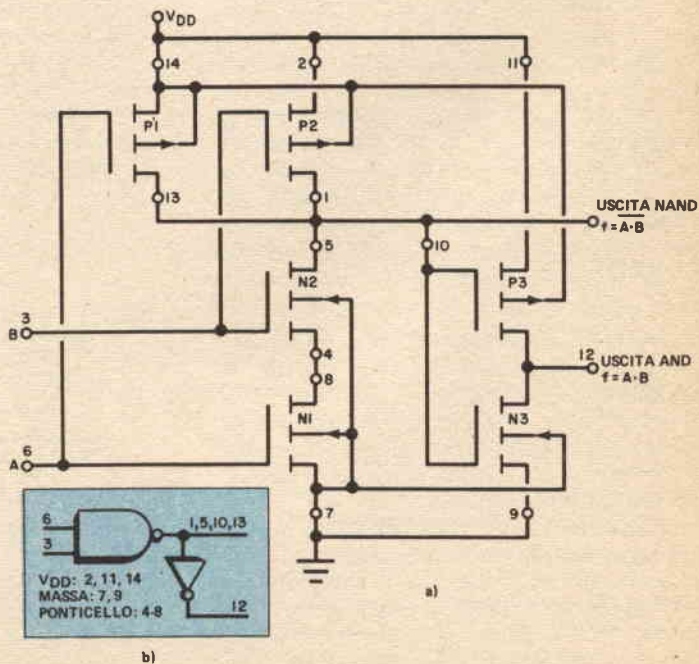 VDD
14
2
11
P1
P2
13
1
USCITA NAND
f=A·B
5
10
N2
P3
3
B
4
8
12
USCITA AND
f=A·B
N1
N3
6
A
7
9
6
3
1,5,10,13
VDD: 2, 11, 14
MASSA: 7, 9
PONTICELLO: 4-8
12
a)
b)